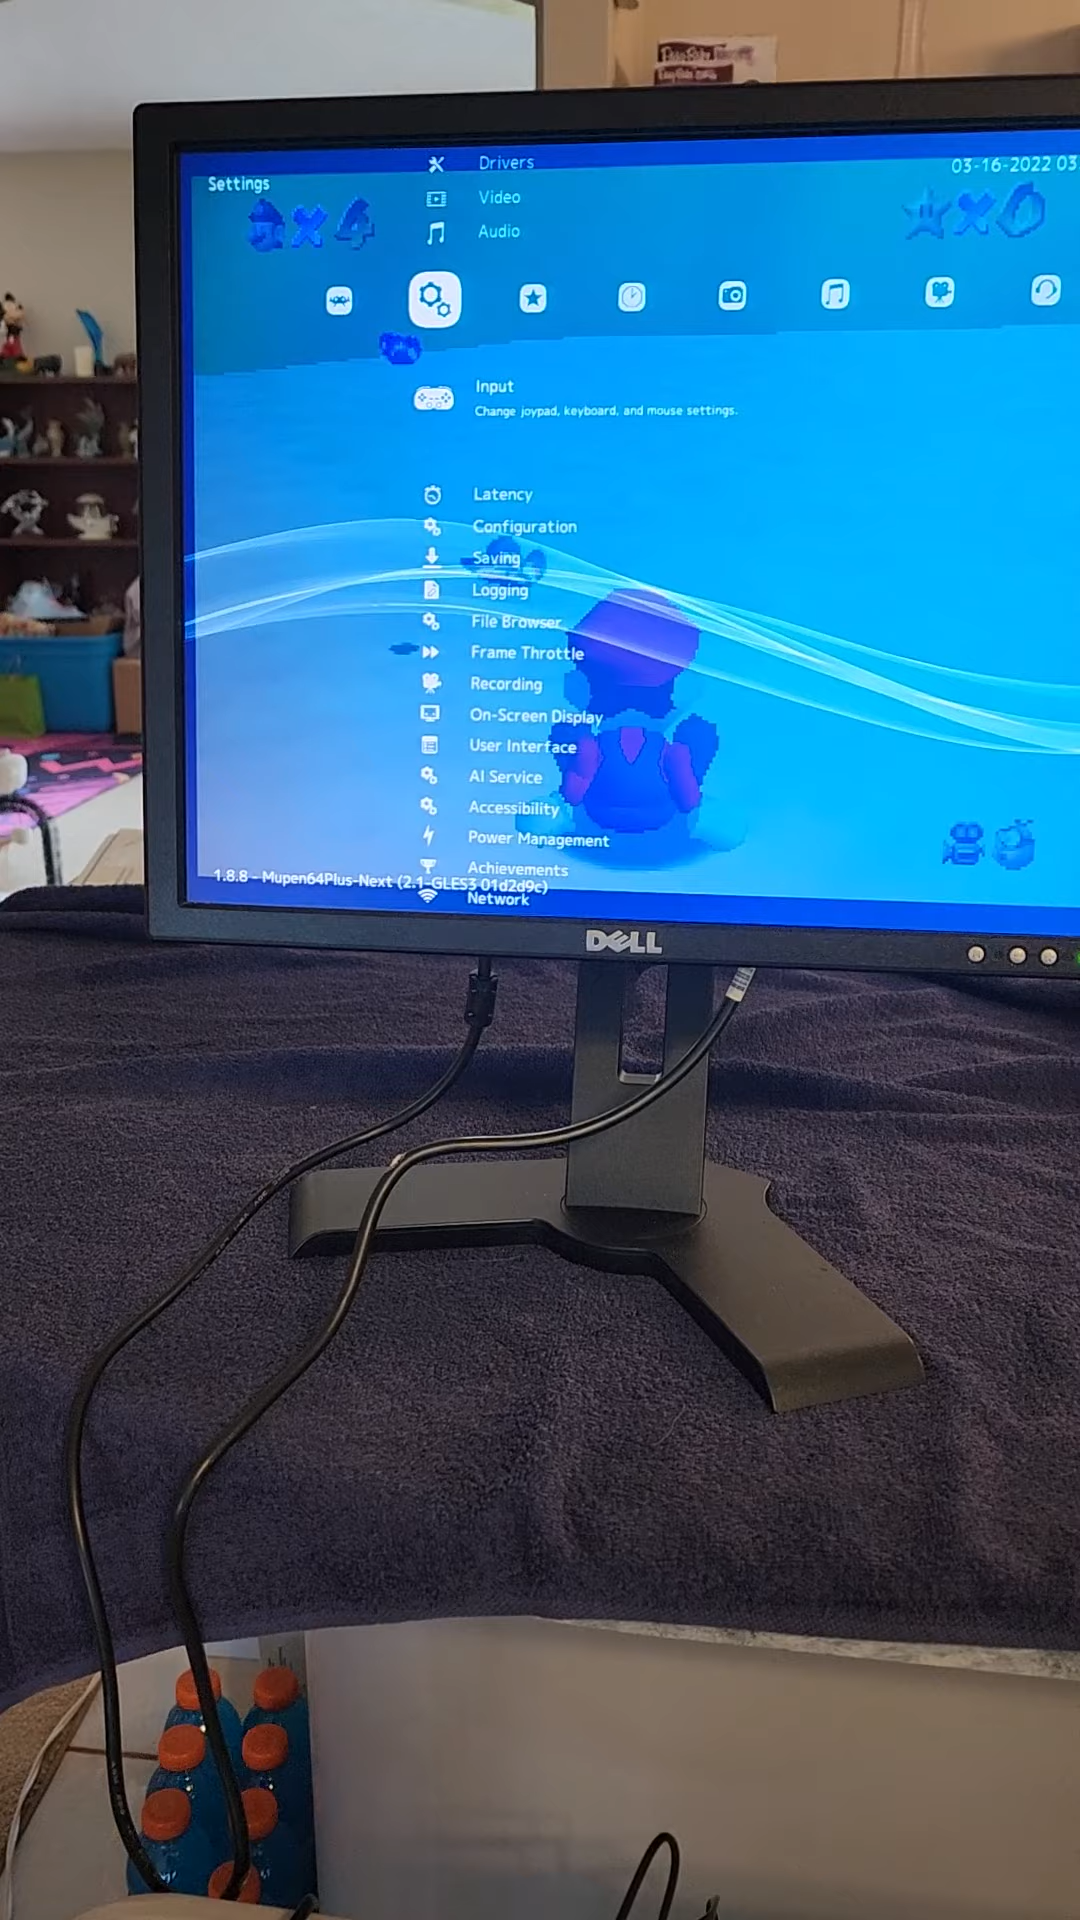 Drivers
03-16-2022 03
Settings
Video
×4
×0
Audio
Input
Change joypad, keyboard, and mouse settings.
Latency
Configuration
Saving
Logging
File Browser
Frame Throttle
Recording
On-Screen Display
User Interface
AI Service
Accessibility
Power Management
Achievements
1.8.8 - Mupen64Plus-Next (2.1-GLES3 01d2d9c)
Network
DELL